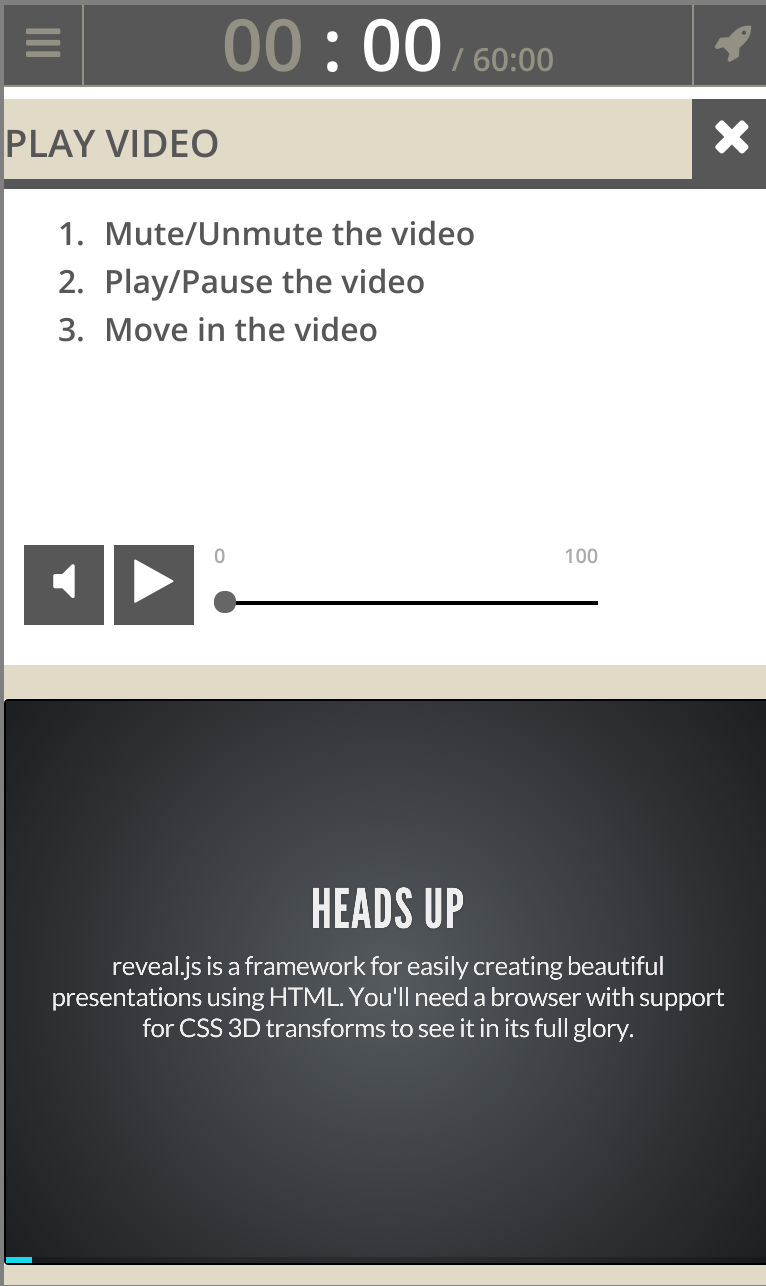 00 : 00 / 60:00
PLAY VIDEO
1. Mute/Unmute the video
2. Play/Pause the video
3. Move in the video
0 100
HEADS UP
reveal.js is a framework for easily creating beautiful
presentations using HTML. You'll need a browser with support
for CSS 3D transforms to see it in its full glory.